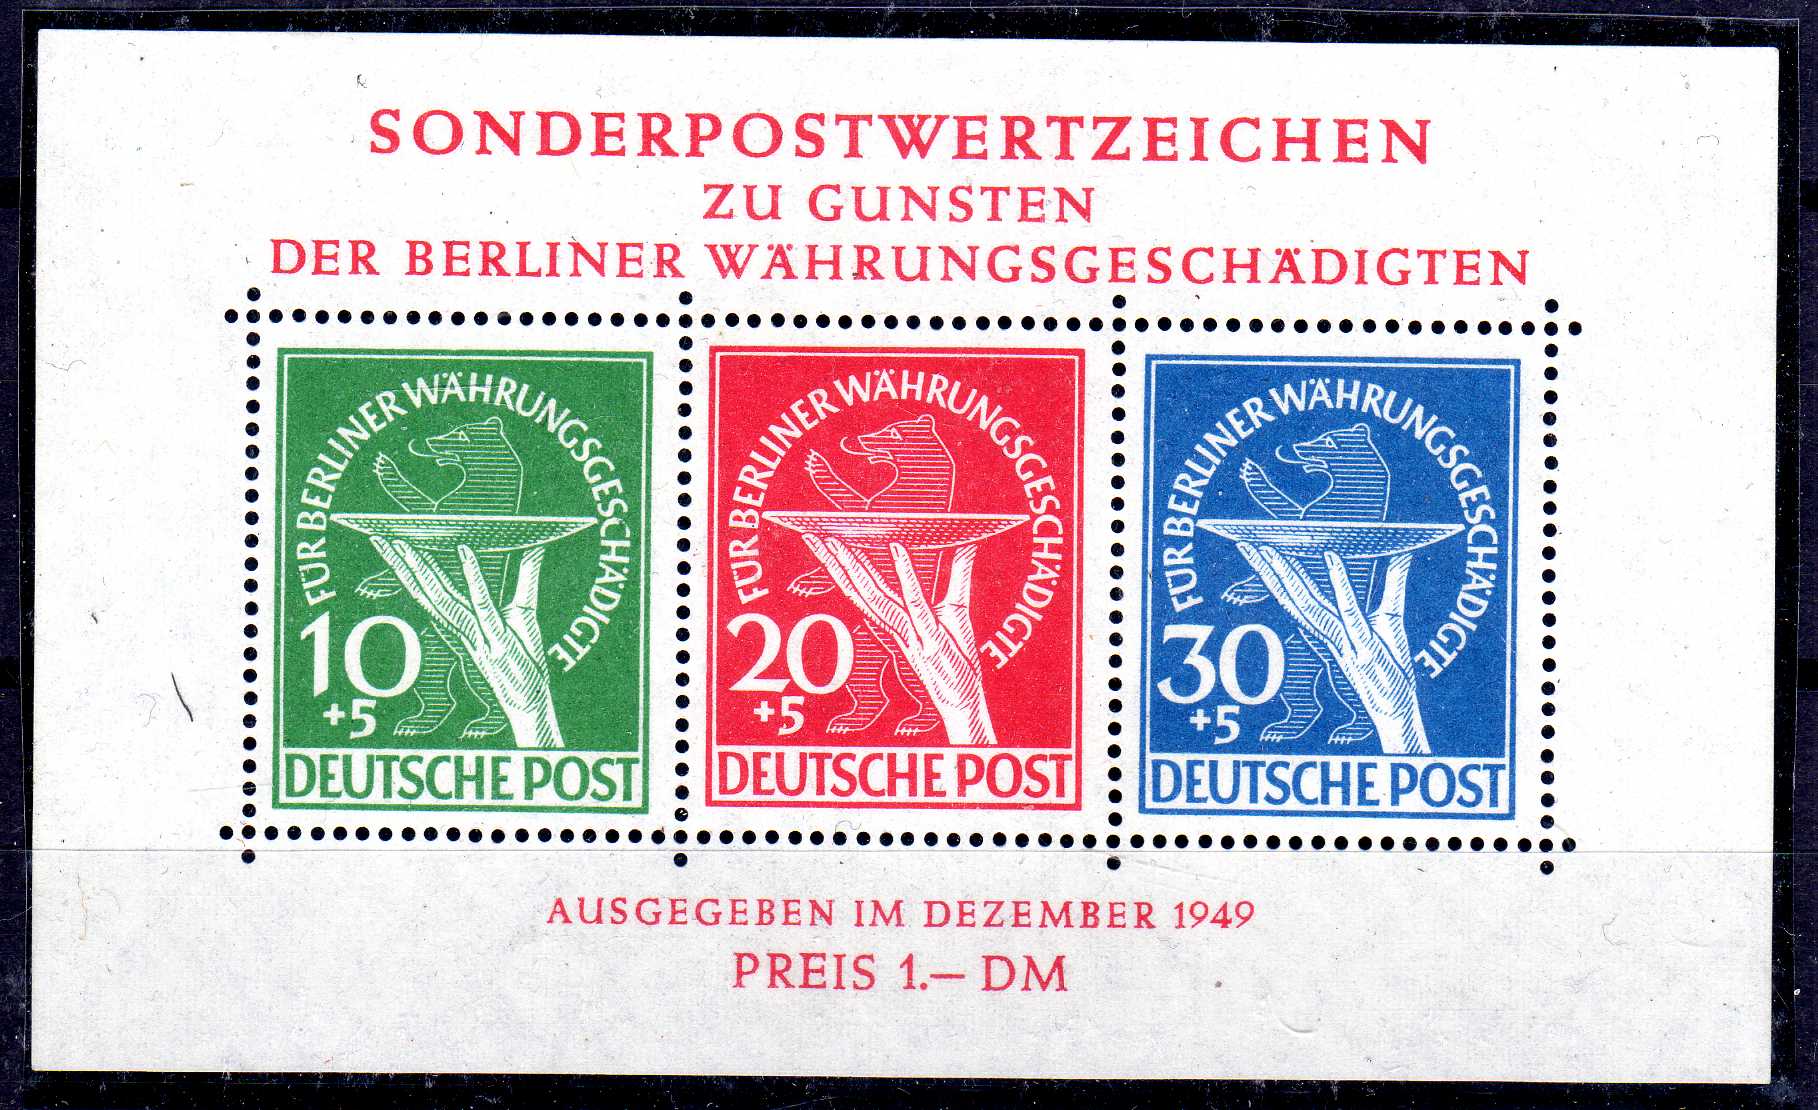 SONDERPOSTWERTZEICHEN
ZU GUNSTEN
DER BERLINER WÄHRUNGSGESCHÄDIGTEN
FÜR BERLINER WÄHRUNGSGESCHÄDIGTE
10
+5
DEUTSCHE POST
FÜR BERLINER WÄHRUNGSGESCHÄDIGTE
20
+5
DEUTSCHE POST
FÜR BERLINER WÄHRUNGSGESCHÄDIGTE
30
+5
DEUTSCHE POST
AUSGEGEBEN IM DEZEMBER 1949
PREIS 1.— DM